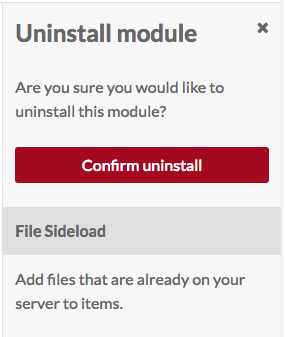 Uninstall module
Are you sure you would like to
uninstall this module?
Confirm uninstall
File Sideload
Add files that are already on your
server to items.